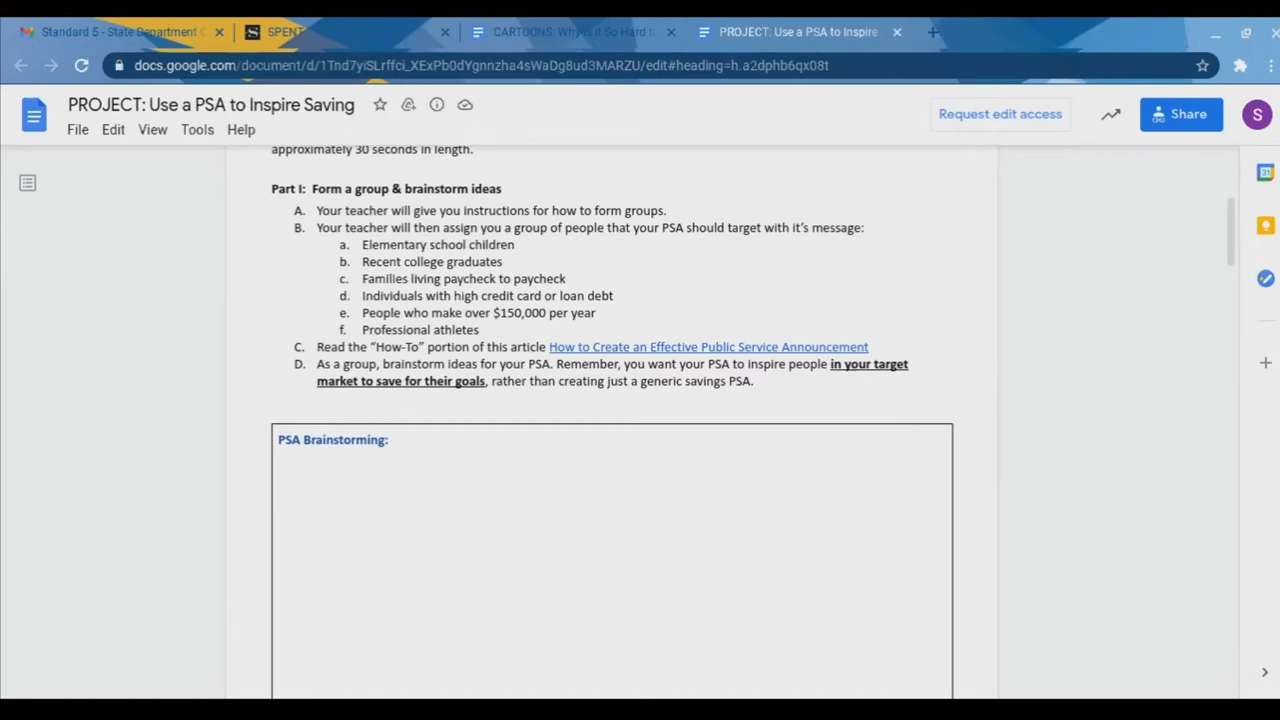 Standard 5 - State Department C
SPENT
CARTOONS: Why Is It So Hard to
PROJECT: Use a PSA to Inspire
docs.google.com/document/d/1Tnd7yiSLrffci_XExPb0dYgnnzha4sWaDg8ud3MARZU/edit#heading=h.a2dphb6qx08t
PROJECT: Use a PSA to Inspire Saving
Request edit access
Share
S
File Edit View Tools Help
approximately 30 seconds in length.
Part I: Form a group & brainstorm ideas
A. Your teacher will give you instructions for how to form groups.
B. Your teacher will then assign you a group of people that your PSA should target with it's message:
a. Elementary school children
b. Recent college graduates
c. Families living paycheck to paycheck
d. Individuals with high credit card or loan debt
e. People who make over $150,000 per year
f. Professional athletes
C. Read the "How-To" portion of this article How to Create an Effective Public Service Announcement
D. As a group, brainstorm ideas for your PSA. Remember, you want your PSA to inspire people in your target
market to save for their goals, rather than creating just a generic savings PSA.
PSA Brainstorming:
31